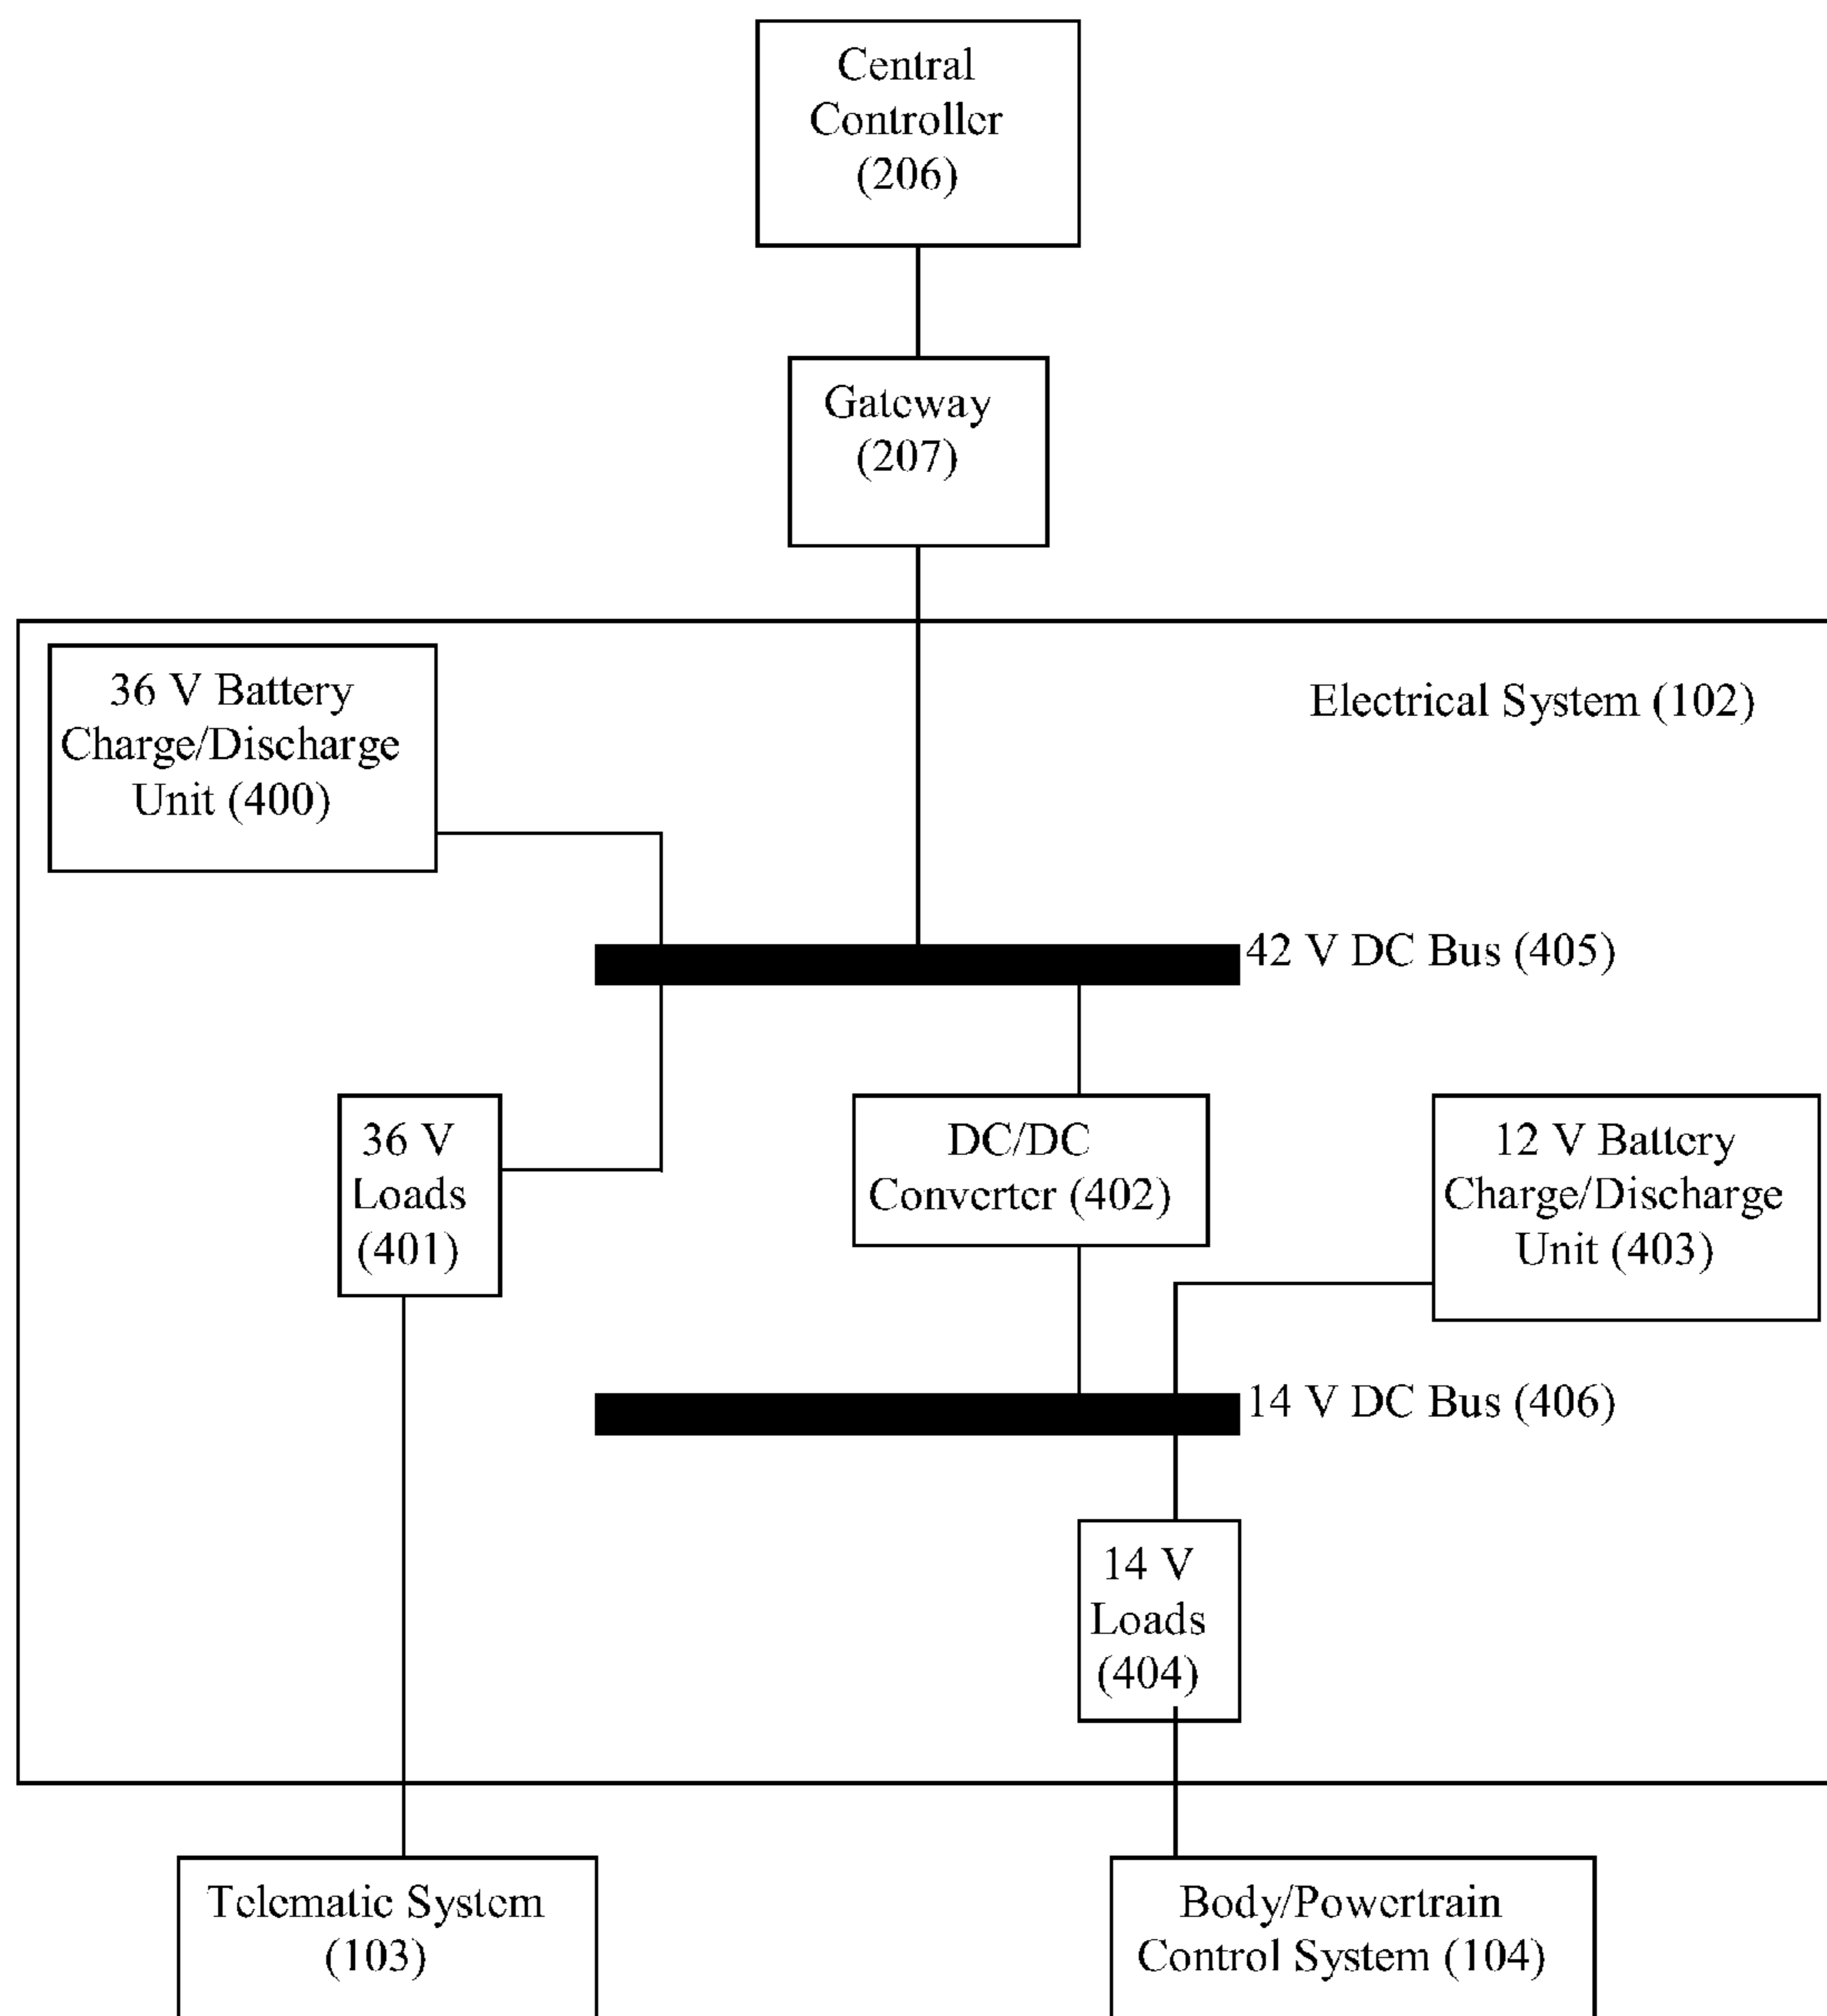 Central
Controller
(206)
Gateway
(207)
36 V Battery
Charge/Discharge
Unit (400)
Electrical System (102)
42 V DC Bus (405)
36 V
Loads
(401)
DC/DC
Converter (402)
12 V Battery
Charge/Discharge
Unit (403)
14 V DC Bus (406)
14 V
Loads
(404)
Telematic System
(103)
Body/Powertrain
Control System (104)